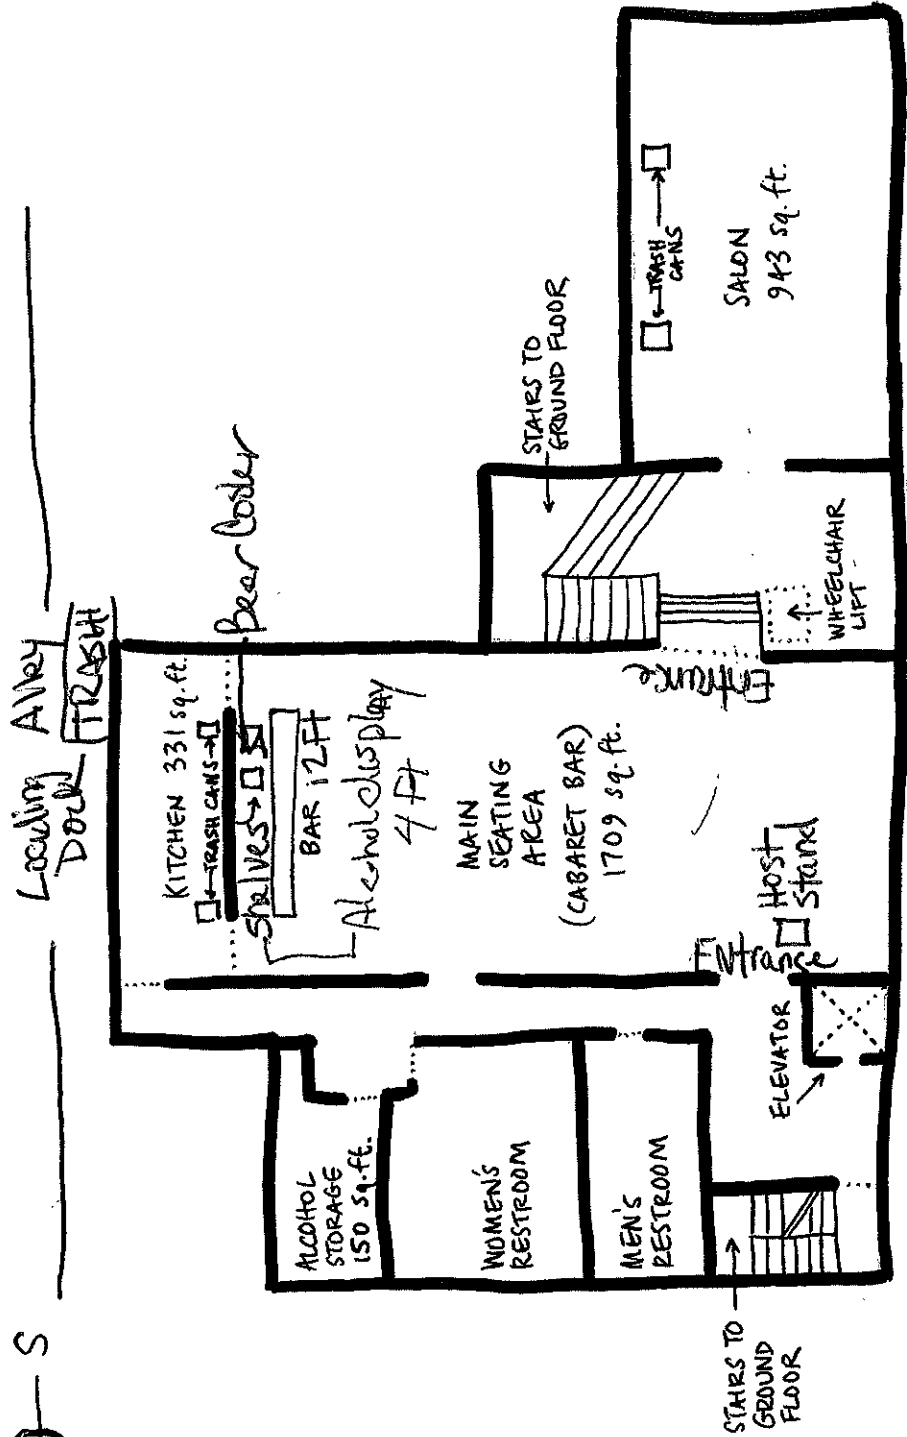 S
Loading
Dock
Alley
TRASH
KITCHEN 331 sq.ft.
TRASH CANS
Shelves
Beer Cooler
BAR 12 Ft
Alcohol display
4 Ft
ALCOHOL
STORAGE
150 sq.ft.
MAIN
SEATING
AREA
(CABARET BAR)
1709 sq.ft.
WOMEN'S
RESTROOM
STAIRS TO
GROUND FLOOR
MEN'S
RESTROOM
Entrance
TRASH
CANS
Entrance
Host
Stand
SALON
943 sq.ft.
STAIRS TO
GROUND
FLOOR
ELEVATOR
WHEELCHAIR
LIFT